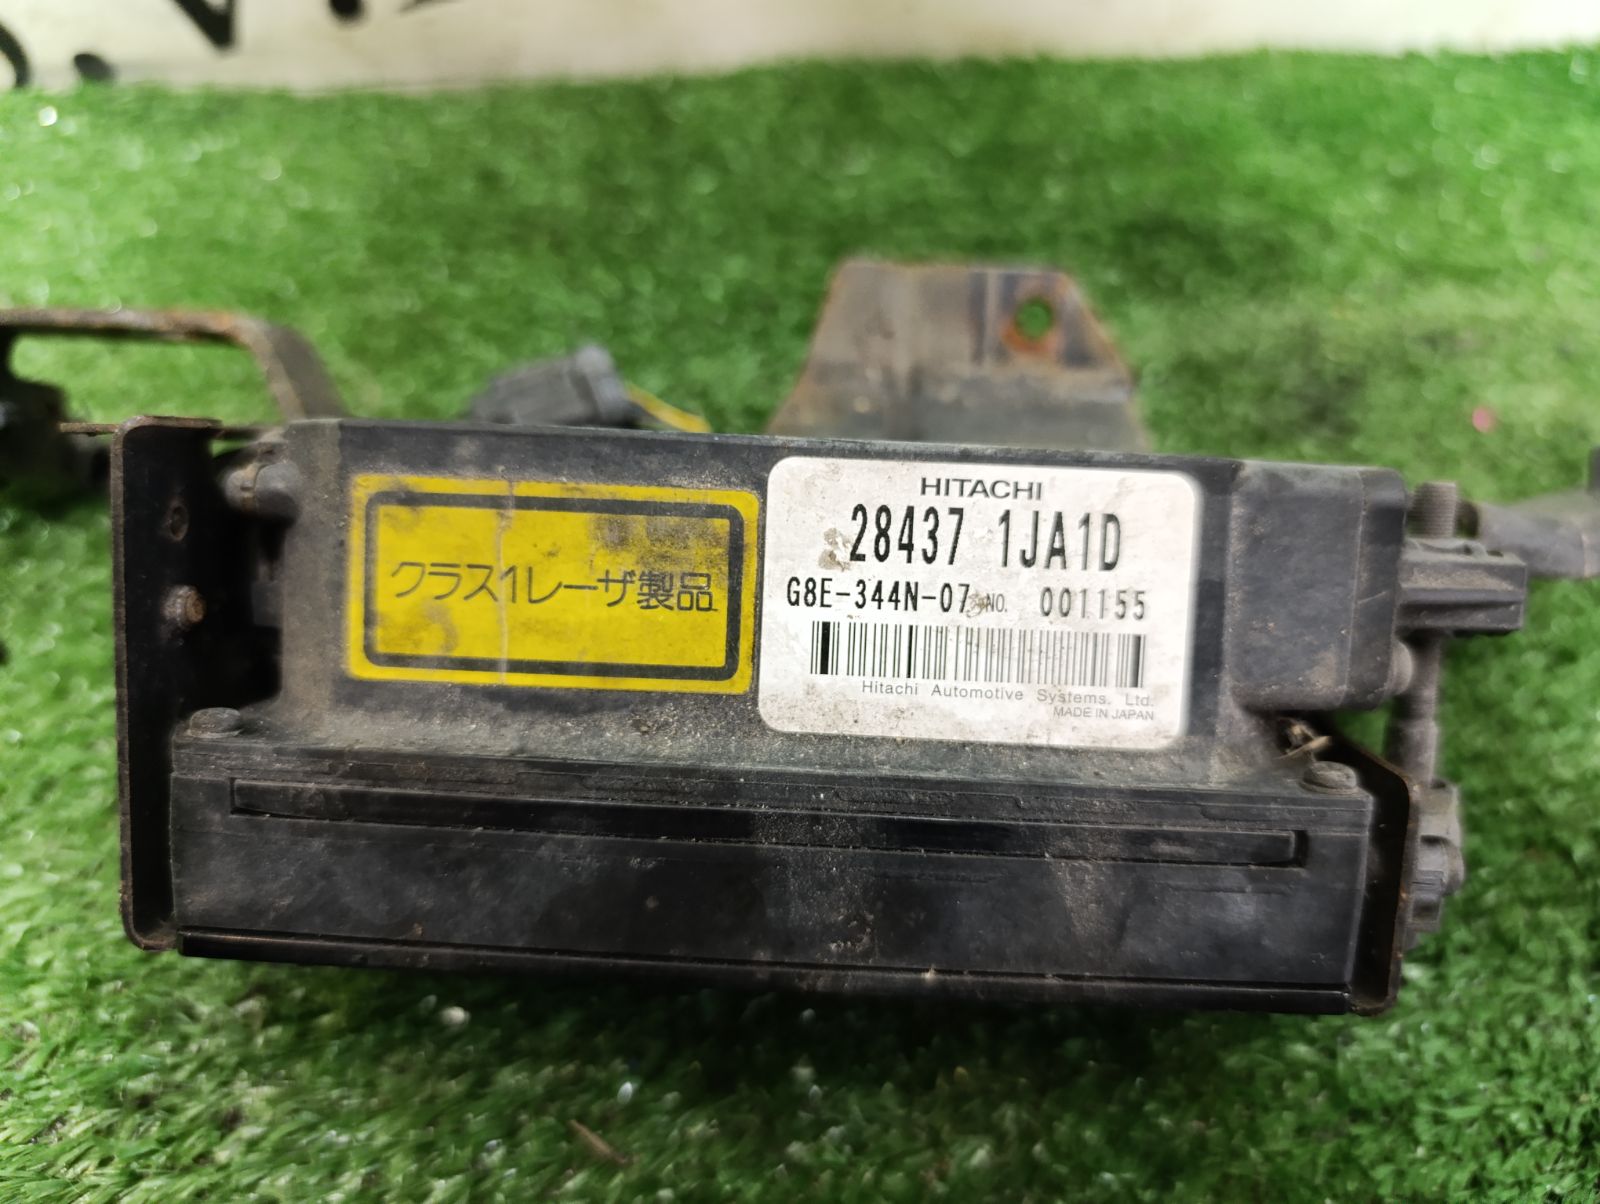 クラス1レーザ製品
HITACHI
28437 1JA1D
G8E-344N-07 NO. 001155
Hitachi Automotive Systems, Ltd.
MADE IN JAPAN